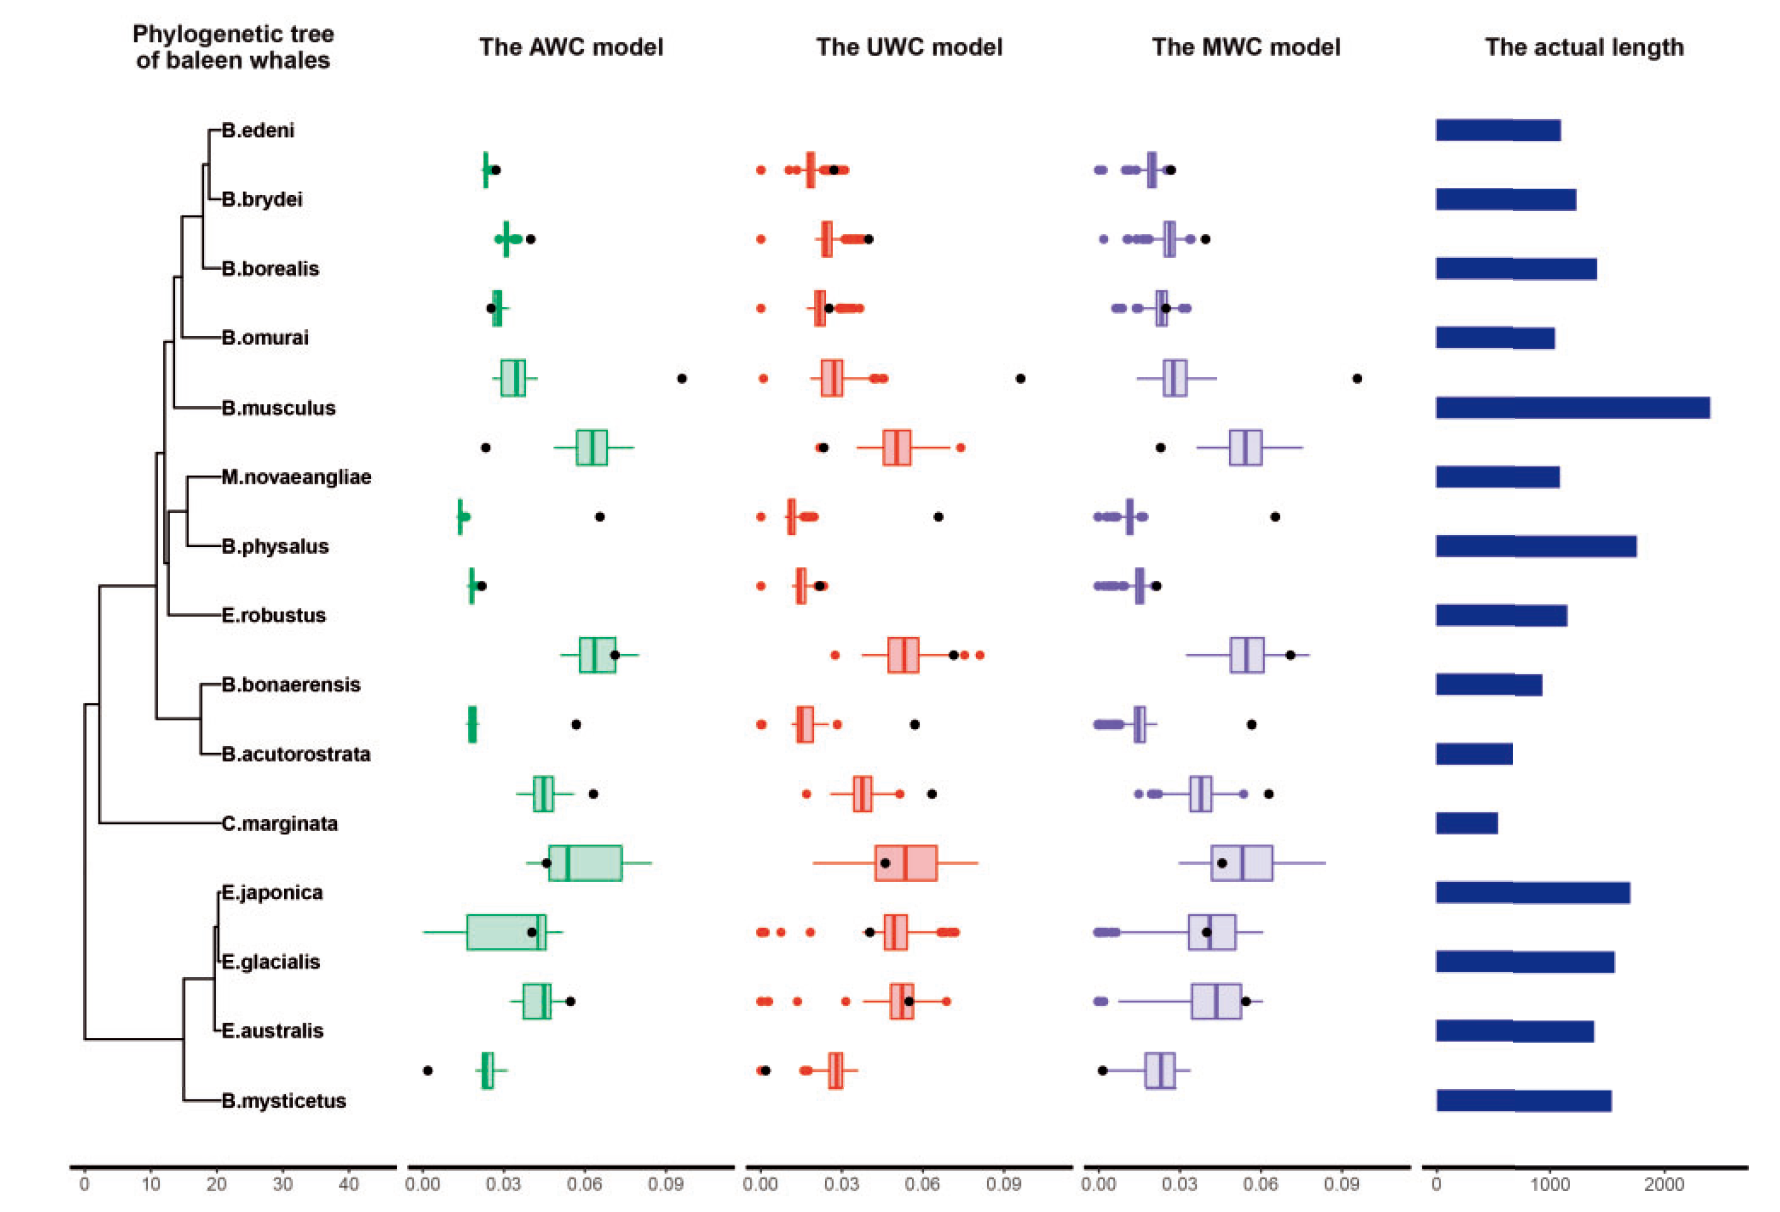 Phylogenetic tree
of baleen whales
The AWC model
The UWC model
The MWC model
The actual length
B.edeni
B.brydei
B.borealis
B.omurai
B.musculus
M.novaeangliae
B.physalus
E.robustus
B.bonaerensis
B.acutorostrata
C.marginata
E.japonica
E.glacialis
E.australis
B.mysticetus
0 10 20 30 40
0.00 0.03 0.06 0.09
0.00 0.03 0.06 0.09
0.00 0.03 0.06 0.09
0 1000 2000